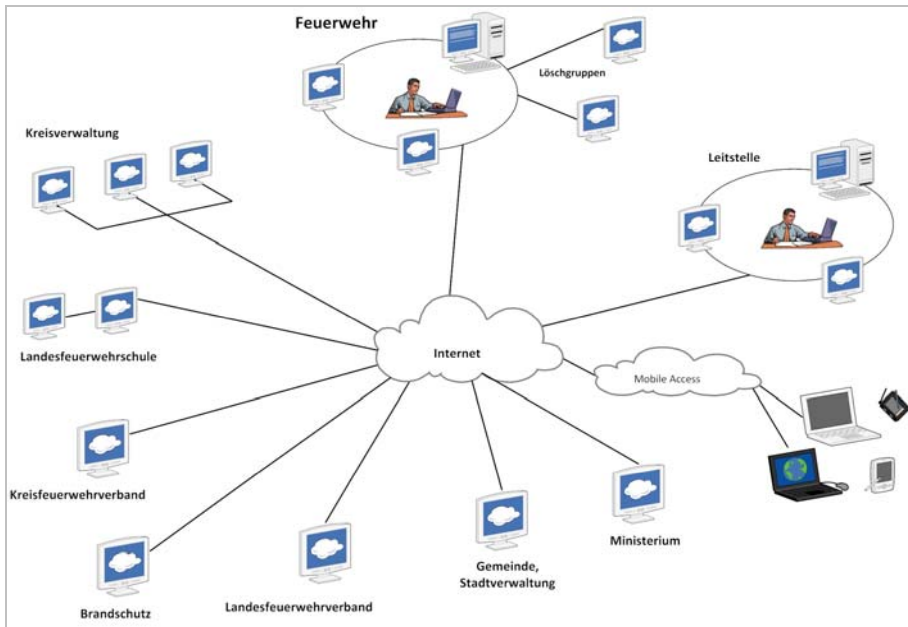 Feuerwehr
Löschgruppen
Kreisverwaltung
Leitstelle
Landesfeuerwehrschule
Internet
Mobile Access
Kreisfeuerwehrverband
Ministerium
Gemeinde,
Stadtverwaltung
Landesfeuerwehrverband
Brandschutz